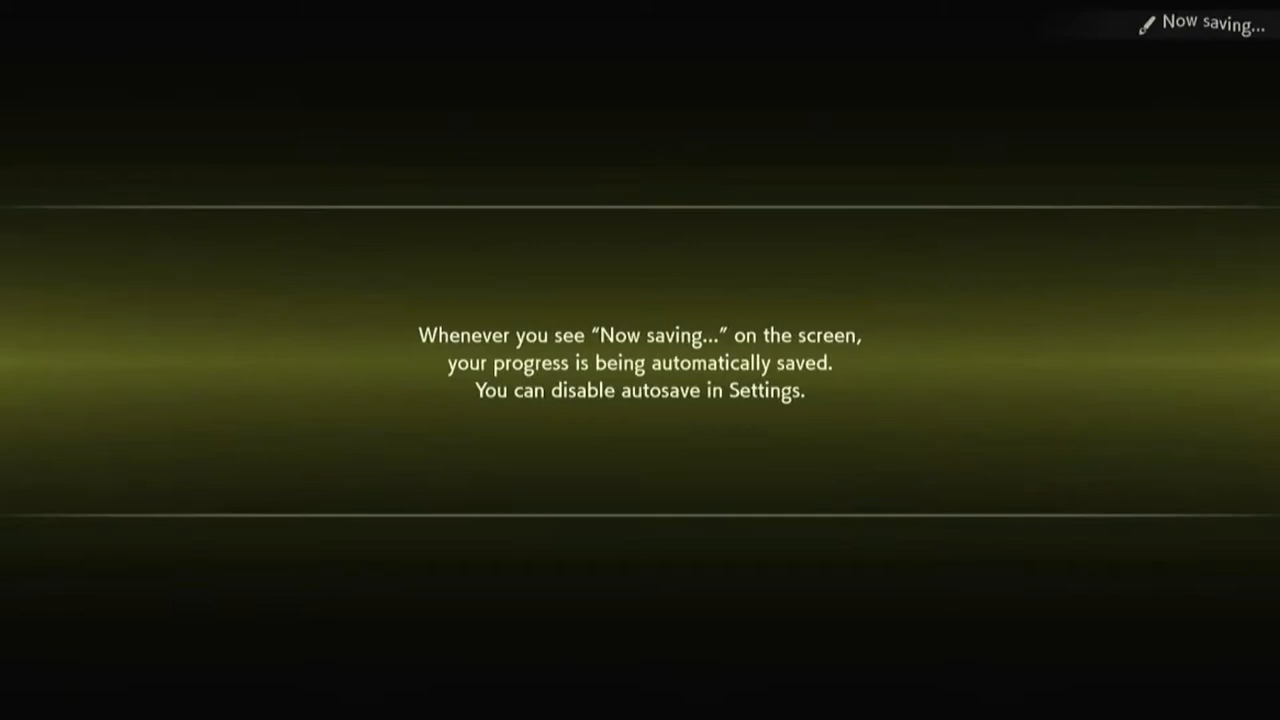 Now saving...
Whenever you see “Now saving...” on the screen,
your progress is being automatically saved.
You can disable autosave in Settings.